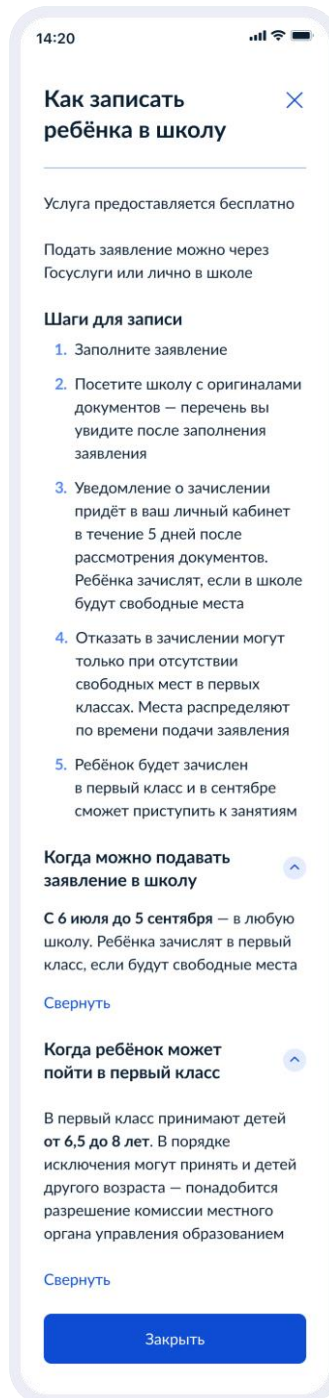 14:20
Как записать
ребёнка в школу
Услуга предоставляется бесплатно
Подать заявление можно через
Госуслуги или лично в школе
Шаги для записи
1. Заполните заявление
2. Посетите школу с оригиналами
документов — перечень вы
увидите после заполнения
заявления
3. Уведомление о зачислении
придёт в ваш личный кабинет
в течение 5 дней после
рассмотрения документов.
Ребёнка зачислят, если в школе
будут свободные места
4. Отказать в зачислении могут
только при отсутствии
свободных мест в первых
классах. Места распределяют
по времени подачи заявления
5. Ребёнок будет зачислен
в первый класс и в сентябре
сможет приступить к занятиям
Когда можно подавать
заявление в школу
С 6 июля до 5 сентября — в любую
школу. Ребёнка зачислят в первый
класс, если будут свободные места
Свернуть
Когда ребёнок может
пойти в первый класс
В первый класс принимают детей
от 6,5 до 8 лет. В порядке
исключения могут принять и детей
другого возраста — понадобится
разрешение комиссии местного
органа управления образованием
Свернуть
Закрыть